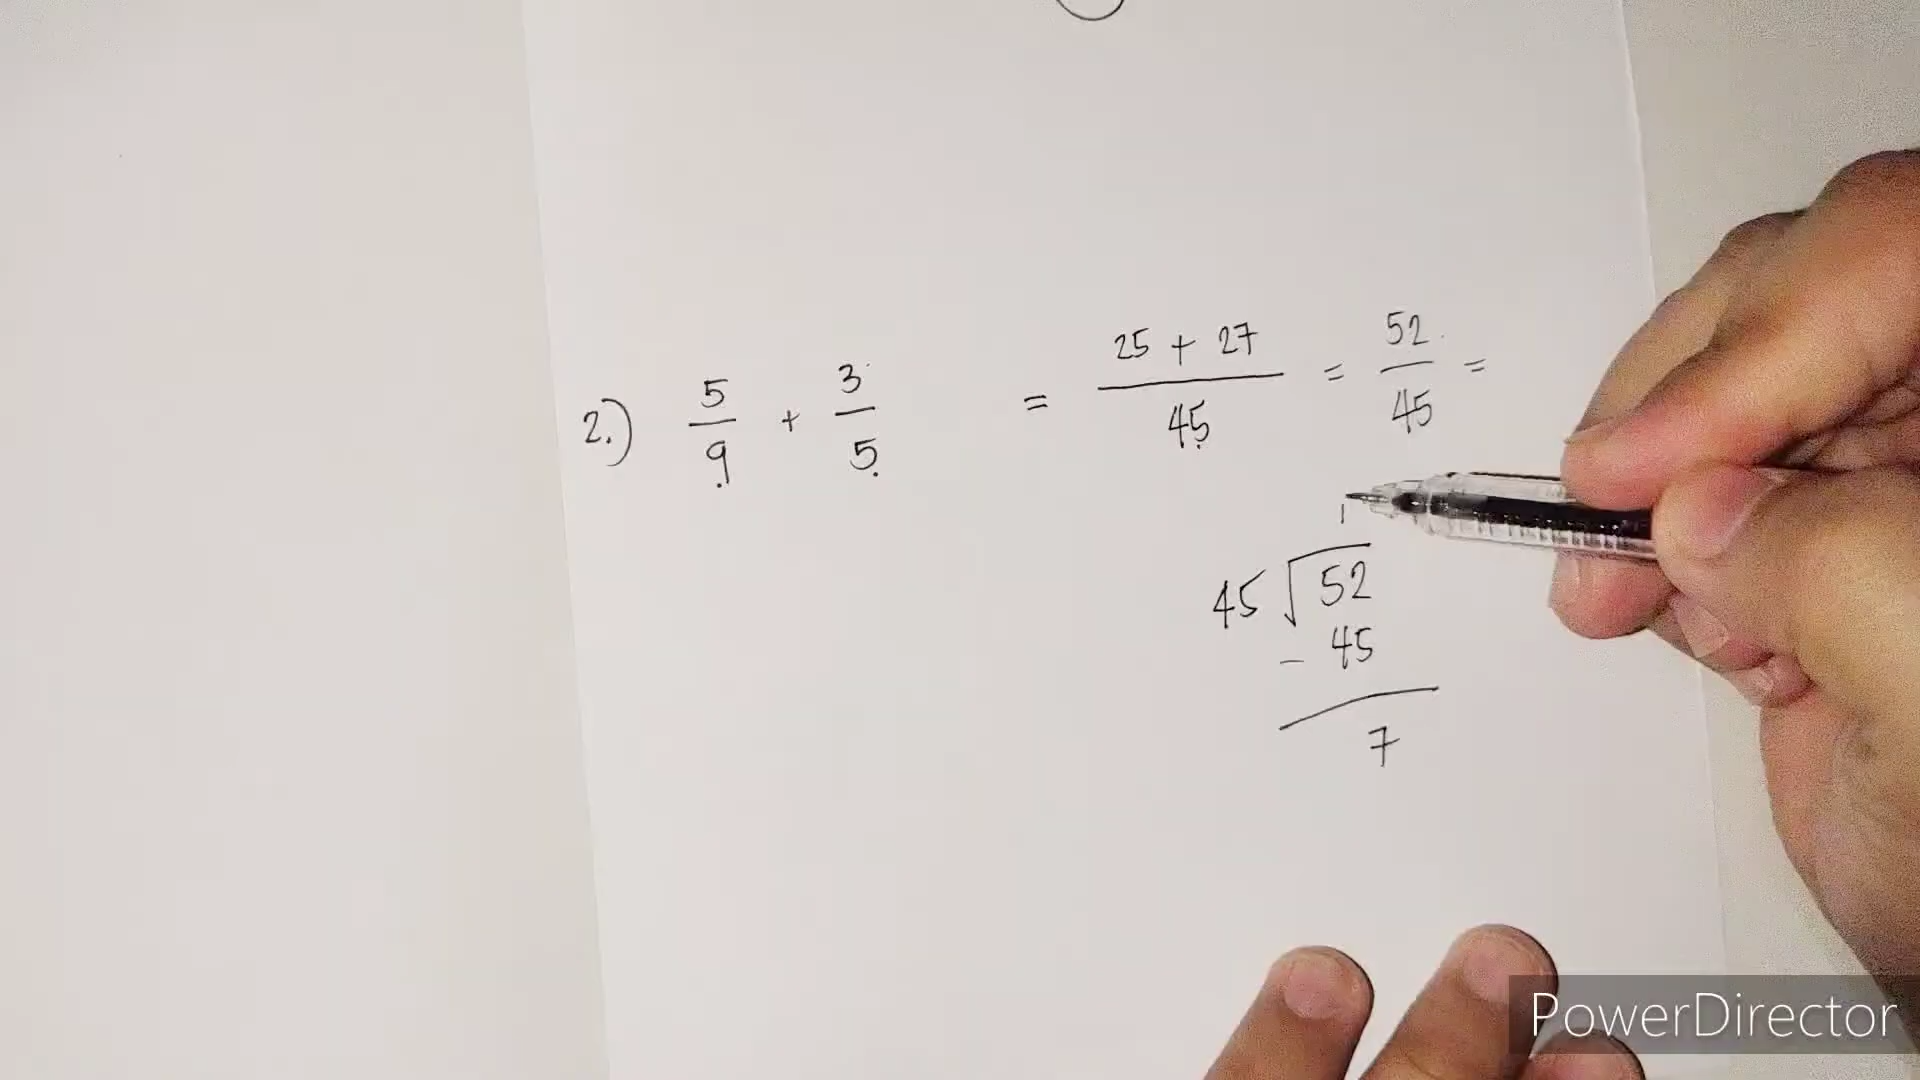 2.) 5/9 + 3/5 = (25 + 27)/45 = 52/45 =
1
45 √52
- 45
7
PowerDirector